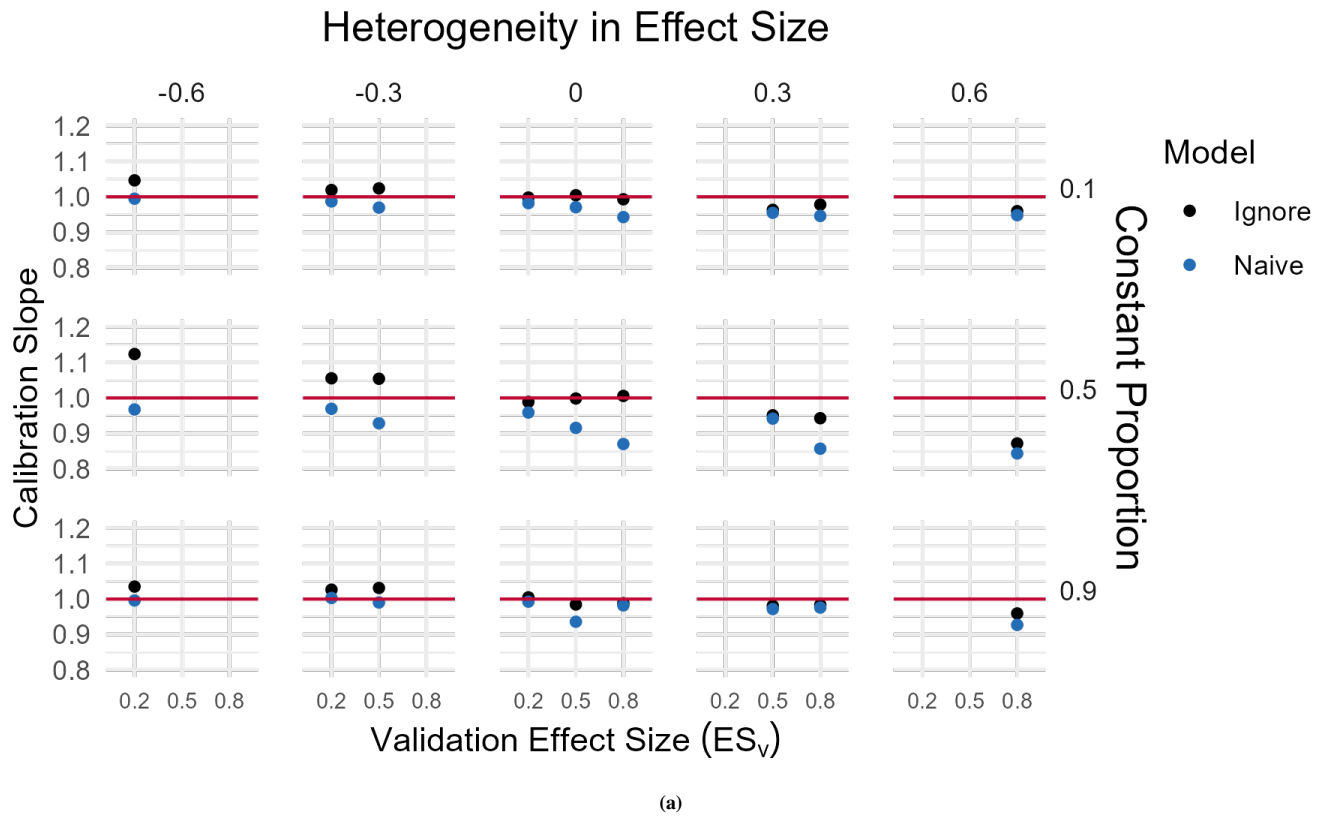 Heterogeneity in Effect Size
-0.6 -0.3 0 0.3 0.6
1.2
1.1
1.0
0.9
0.8
0.1
Model
Ignore
Naive
Calibration Slope
1.2
1.1
1.0
0.9
0.8
0.5
Constant Proportion
1.2
1.1
1.0
0.9
0.8
0.9
0.2 0.5 0.8 0.2 0.5 0.8 0.2 0.5 0.8 0.2 0.5 0.8 0.2 0.5 0.8
Validation Effect Size (ESv)
(a)